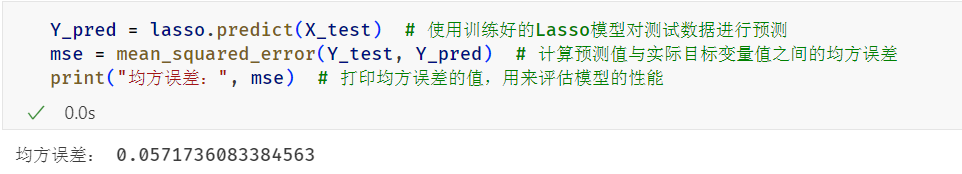 Y_pred = lasso.predict(X_test)  # 使用训练好的Lasso模型对测试数据进行预测
mse = mean_squared_error(Y_test, Y_pred)  # 计算预测值与实际目标变量值之间的均方误差
print("均方误差：", mse)  # 打印均方误差的值，用来评估模型的性能
0.0s
均方误差： 0.0571736083384563